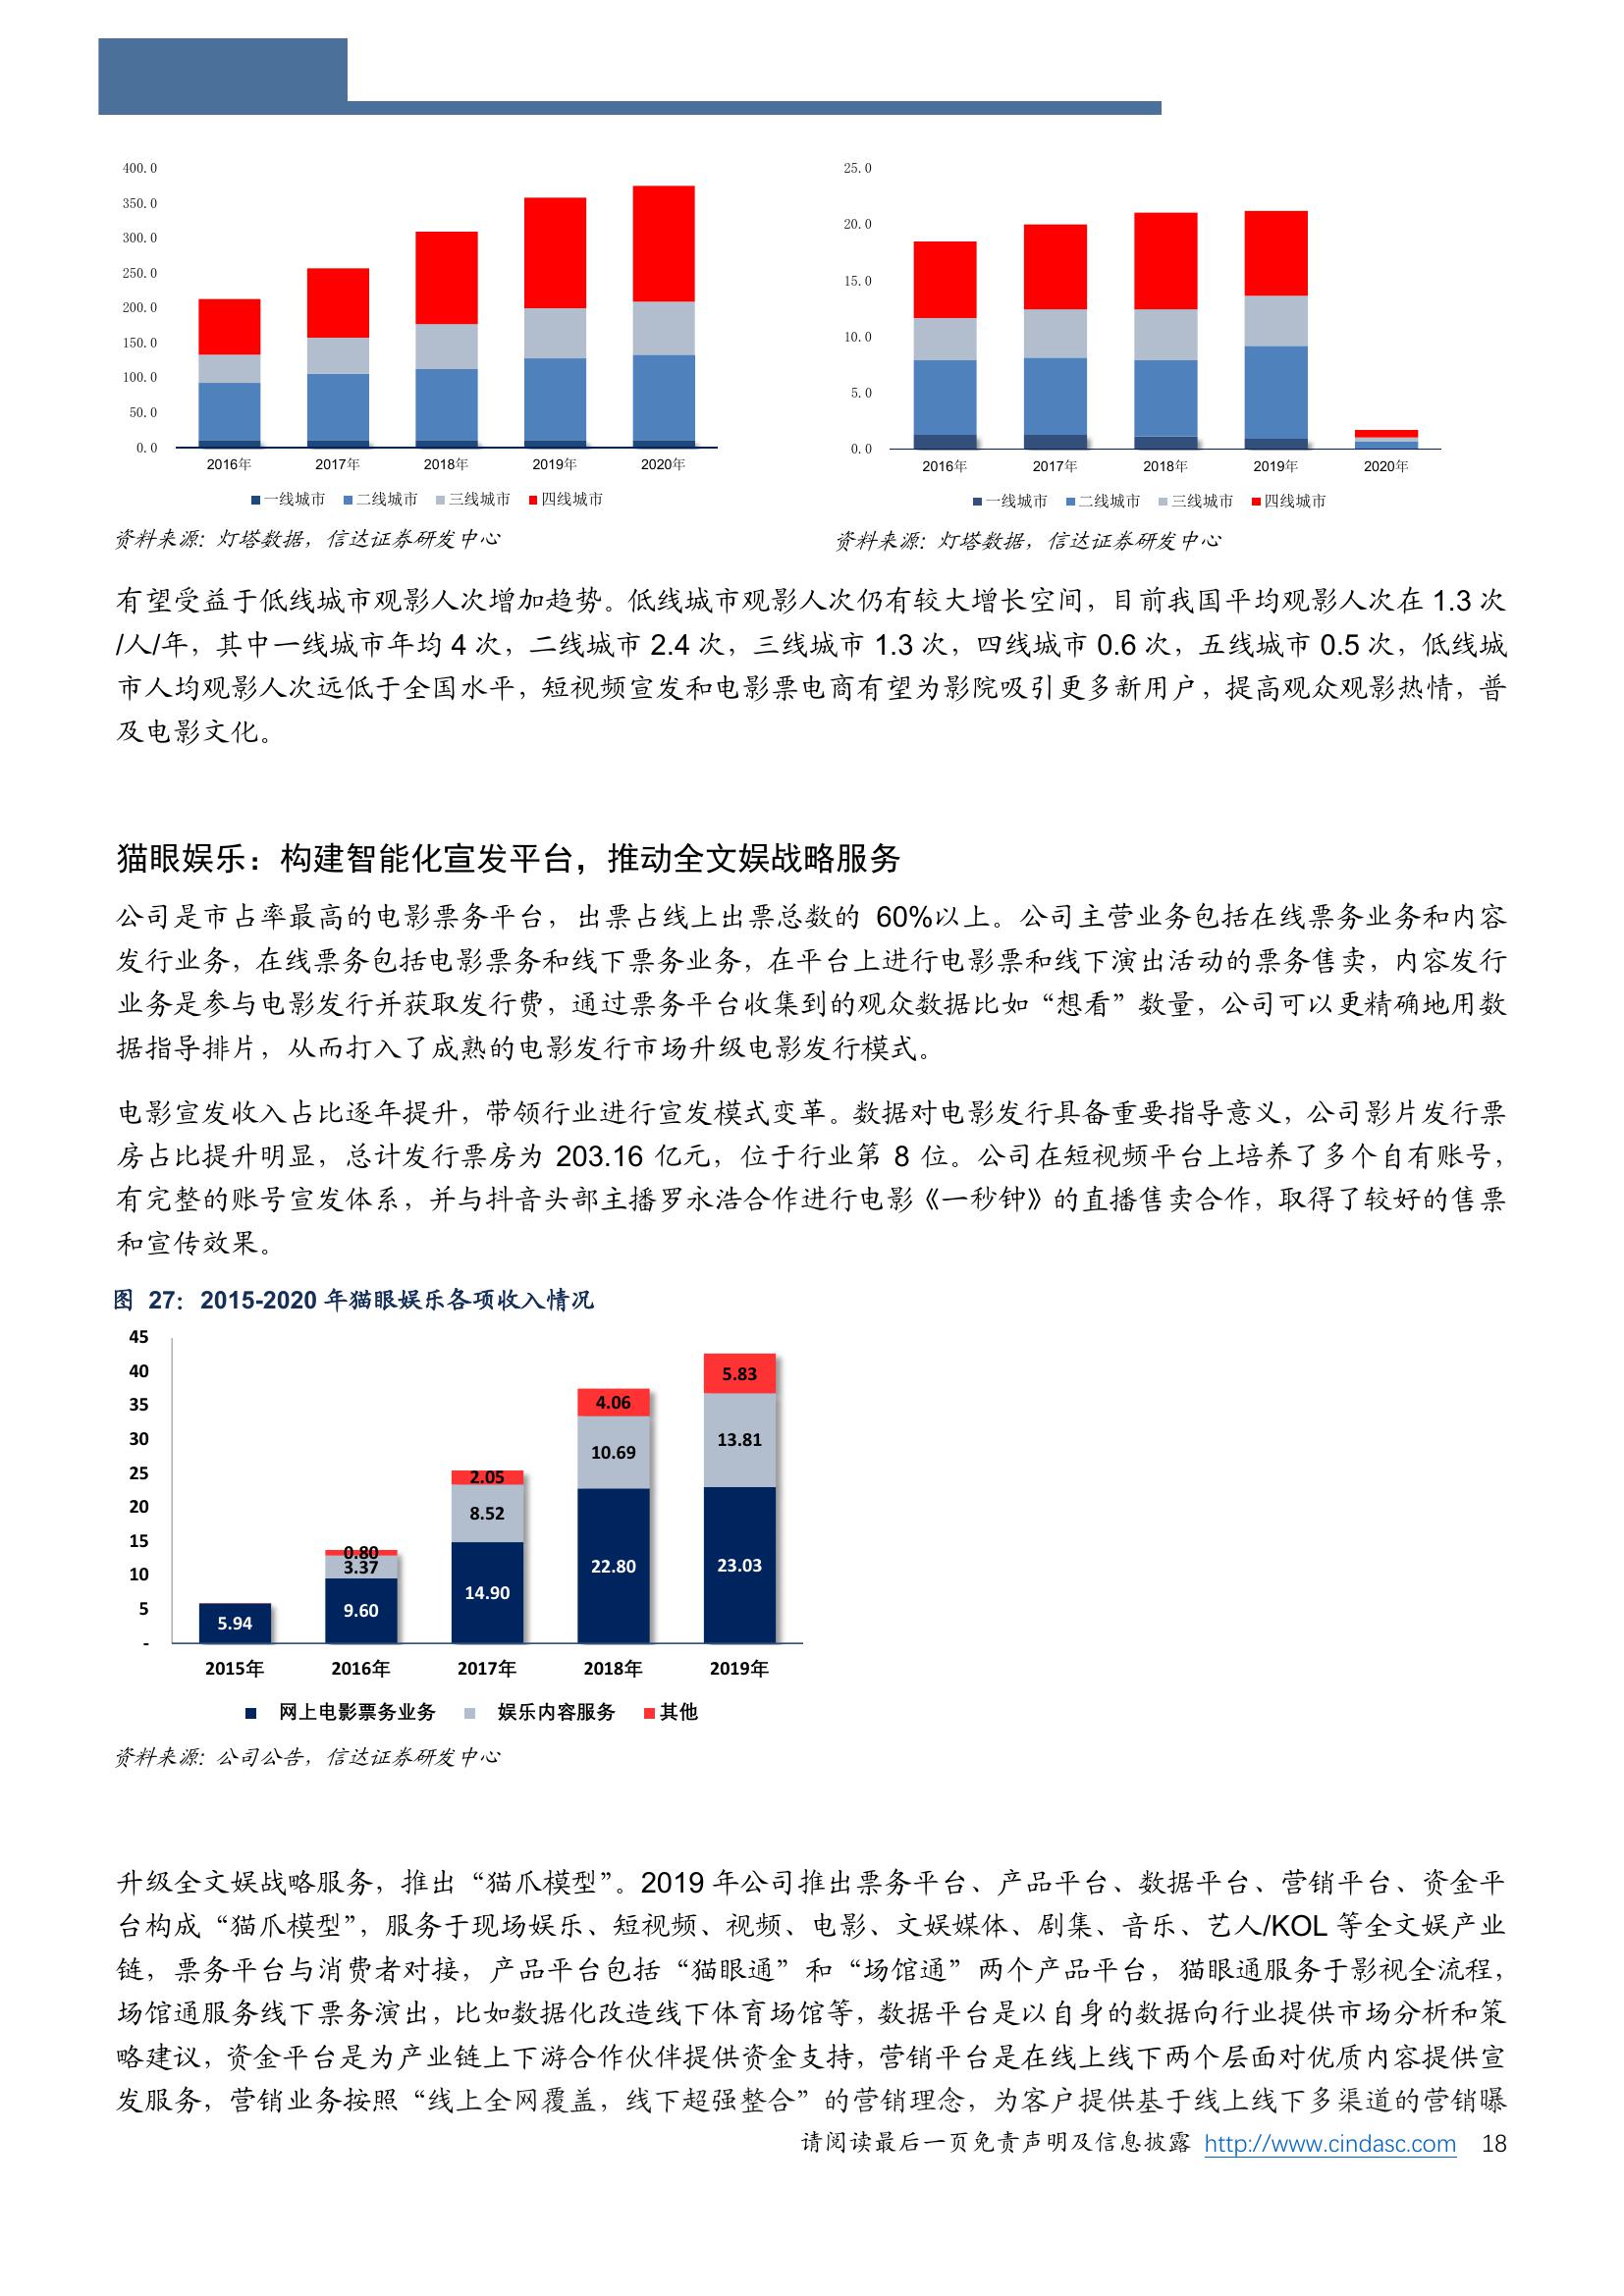 400.0
350.0
300.0
250.0
200.0
150.0
100.0
50.0
0.0
2016年 2017年 2018年 2019年 2020年
一线城市 二线城市 三线城市 四线城市
资料来源：灯塔数据，信达证券研发中心
25.0
20.0
15.0
10.0
5.0
0.0
2016年 2017年 2018年 2019年 2020年
一线城市 二线城市 三线城市 四线城市
资料来源：灯塔数据，信达证券研发中心
有望受益于低线城市观影人次增加趋势。低线城市观影人次仍有较大增长空间，目前我国平均观影人次在 1.3 次
/人/年，其中一线城市年均 4 次，二线城市 2.4 次，三线城市 1.3 次，四线城市 0.6 次，五线城市 0.5 次，低线城
市人均观影人次远低于全国水平，短视频宣发和电影票电商有望为影院吸引更多新用户，提高观众观影热情，普
及电影文化。
猫眼娱乐：构建智能化宣发平台，推动全文娱战略服务
公司是市占率最高的电影票务平台，出票占线上出票总数的 60%以上。公司主营业务包括在线票务业务和内容
发行业务，在线票务包括电影票务和线下票务业务，在平台上进行电影票和线下演出活动的票务售卖，内容发行
业务是参与电影发行并获取发行费，通过票务平台收集到的观众数据比如“想看”数量，公司可以更精确地用数
据指导排片，从而打入了成熟的电影发行市场升级电影发行模式。
电影宣发收入占比逐年提升，带领行业进行宣发模式变革。数据对电影发行具备重要指导意义，公司影片发行票
房占比提升明显，总计发行票房为 203.16 亿元，位于行业第 8 位。公司在短视频平台上培养了多个自有账号，
有完整的账号宣发体系，并与抖音头部主播罗永浩合作进行电影《一秒钟》的直播售卖合作，取得了较好的售票
和宣传效果。
图 27：2015-2020 年猫眼娱乐各项收入情况
45
40
35
30
25
20
15
10
5
-
5.94
0.80
3.37
9.60
2.05
8.52
14.90
4.06
10.69
22.80
5.83
13.81
23.03
2015年 2016年 2017年 2018年 2019年
网上电影票务业务 娱乐内容服务 其他
资料来源：公司公告，信达证券研发中心
升级全文娱战略服务，推出“猫爪模型”。2019 年公司推出票务平台、产品平台、数据平台、营销平台、资金平
台构成“猫爪模型”，服务于现场娱乐、短视频、视频、电影、文娱媒体、剧集、音乐、艺人/KOL 等全文娱产业
链，票务平台与消费者对接，产品平台包括“猫眼通”和“场馆通”两个产品平台，猫眼通服务于影视全流程，
场馆通服务线下票务演出，比如数据化改造线下体育场馆等，数据平台是以自身的数据向行业提供市场分析和策
略建议，资金平台是为产业链上下游合作伙伴提供资金支持，营销平台是在线上线下两个层面对优质内容提供宣
发服务，营销业务按照“线上全网覆盖，线下超强整合”的营销理念，为客户提供基于线上线下多渠道的营销曝
请阅读最后一页免责声明及信息披露 http://www.cindasc.com 18